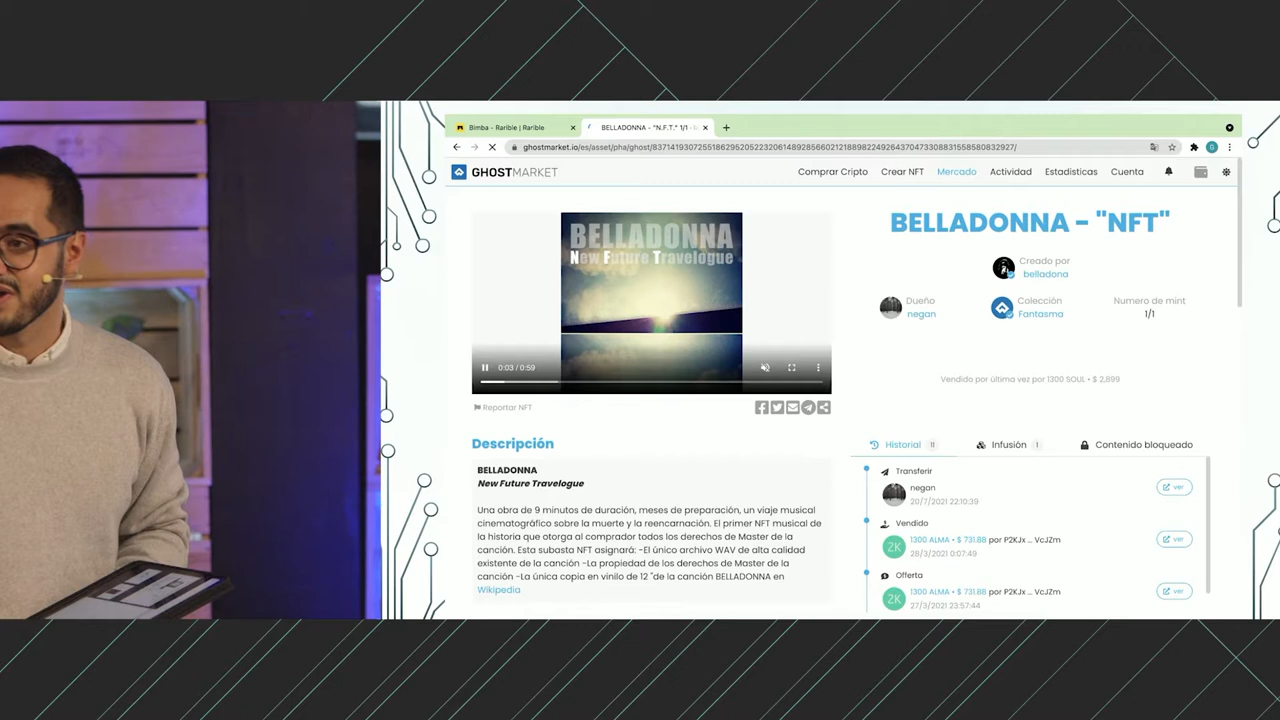 Bimba - Rarible | Rarible
BELLADONNA - "N.F.T." 1/1 -
ghostmarket.io/es/asset/pha/ghost/83714193072551862952052232061489285660212188982249264370473308831558580832927/
GHOSTMARKET
Comprar Cripto
Crear NFT
Mercado
Actividad
Estadisticas
Cuenta
BELLADONNA
New Future Travelogue
0:03 / 0:59
Reportar NFT
BELLADONNA - "NFT"
Creado por
belladona
Dueño
negan
Colección
Fantasma
Numero de mint
1/1
Vendido por última vez por 1300 SOUL • $ 2,899
Descripción
BELLADONNA
New Future Travelogue
Una obra de 9 minutos de duración, meses de preparación, un viaje musical
cinematográfico sobre la muerte y la reencarnación. El primer NFT musical de
la historia que otorga al comprador todos los derechos de Master de la
canción. Esta subasta NFT asignará: -El único archivo WAV de alta calidad
existente de la canción -La propiedad de los derechos de Master de la
canción -La única copia en vinilo de 12 "de la canción BELLADONNA en
Wikipedia
Historial 11
Infusión 1
Contenido bloqueado
Transferir
negan
20/7/2021 22:10:39
ver
Vendido
2K
1300 ALMA • $ 731.88 por P2KJx ... VcJZm
28/3/2021 0:07:49
ver
Offerta
2K
1300 ALMA • $ 731.88 por P2KJx ... VcJZm
27/3/2021 23:57:44
ver